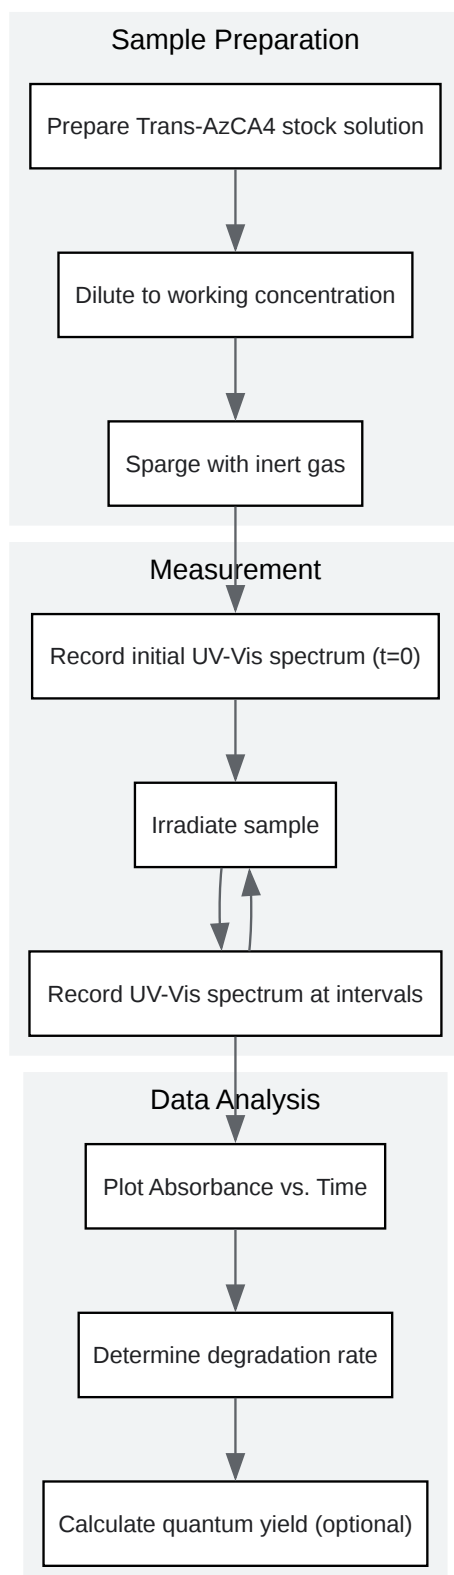 Sample Preparation
Prepare Trans-AzCA4 stock solution
Dilute to working concentration
Sparge with inert gas
Measurement
Record initial UV-Vis spectrum (t=0)
Irradiate sample
Record UV-Vis spectrum at intervals
Data Analysis
Plot Absorbance vs. Time
Determine degradation rate
Calculate quantum yield (optional)